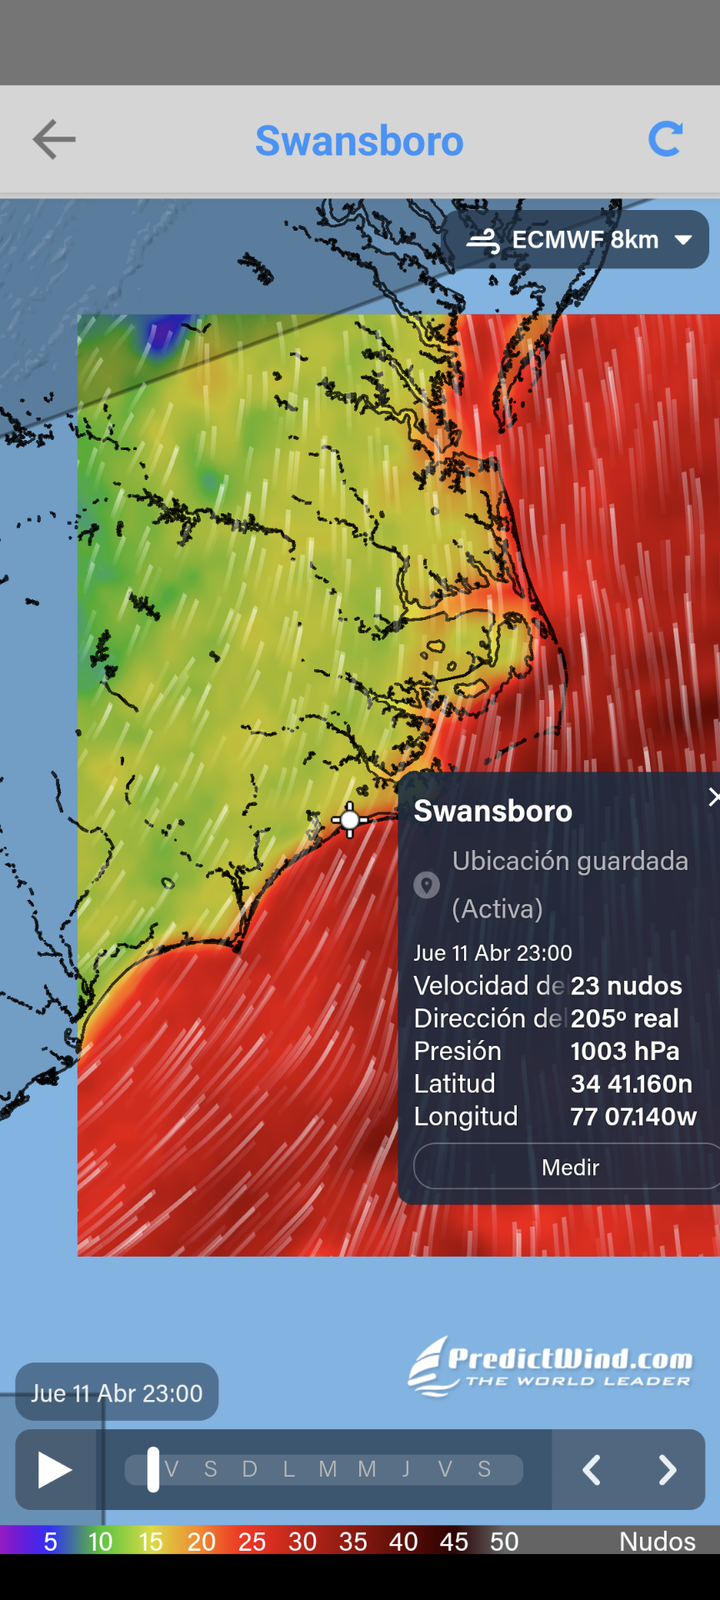 Swansboro
ECMWF 8km
Swansboro
Ubicación guardada
(Activa)
Jue 11 Abr 23:00
Velocidad de 23 nudos
Dirección del 205º real
Presión 1003 hPa
Latitud 34 41.160n
Longitud 77 07.140w
Medir
PredictWind.com
THE WORLD LEADER
Jue 11 Abr 23:00
V S D L M M J V S
5 10 15 20 25 30 35 40 45 50 Nudos